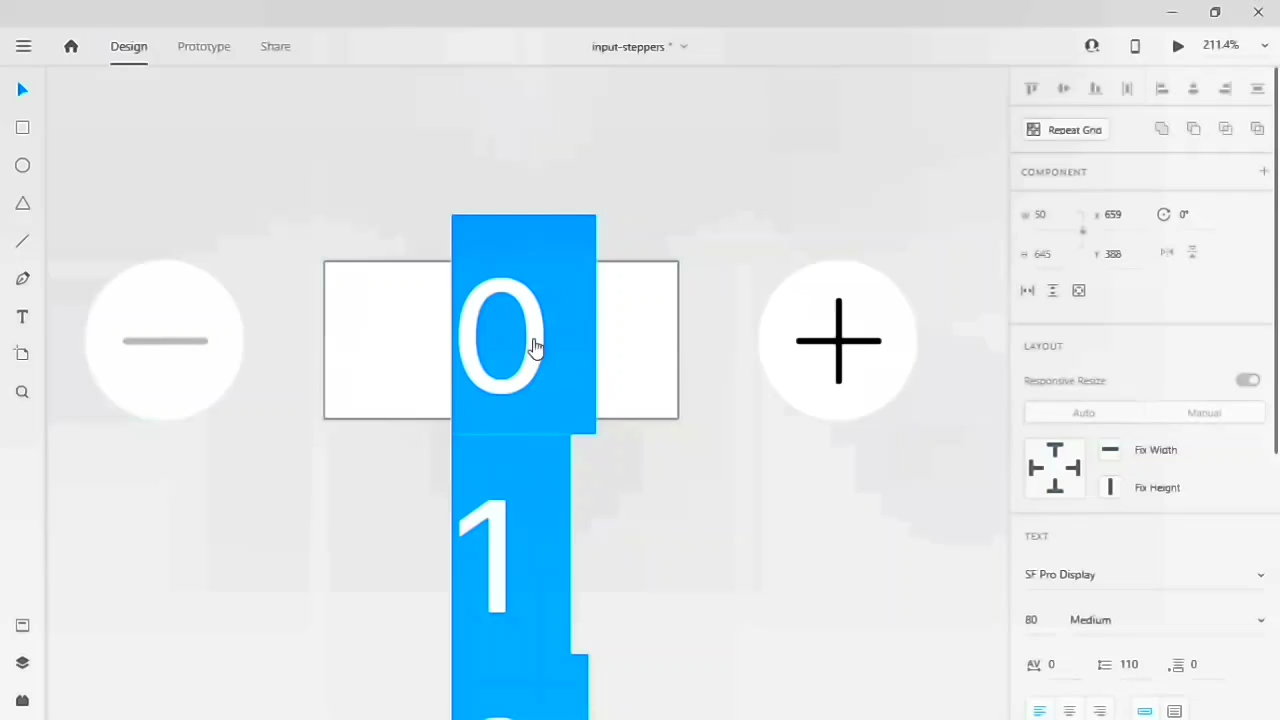 Design Prototype Share input-steppers * 211.4%
Repeat Grid
COMPONENT +
W 50 X 659 0°
H 645 Y 388
LAYOUT
Responsive Resize
Auto Manual
Fix Width
Fix Height
TEXT
SF Pro Display
80 Medium
AV 0 110 0
0
1